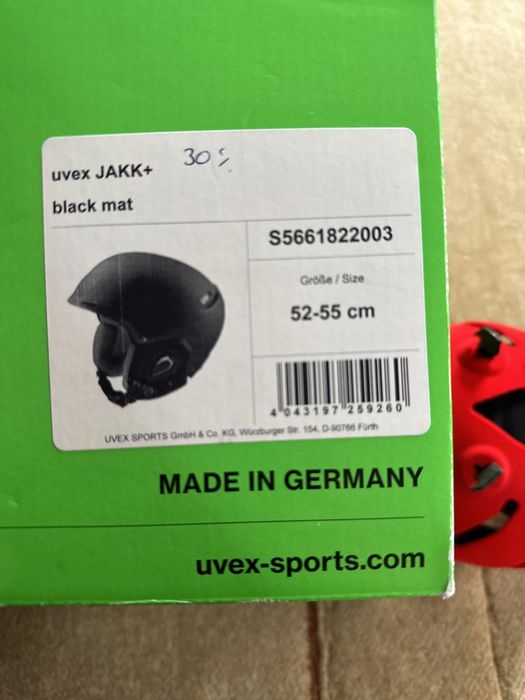 uvex JAKK+ 30%
black mat
S5661822003
Größe / Size
52-55 cm
4 043197 259260
UVEX SPORTS GmbH & Co. KG, Würzburger Str. 154, D-90766 Fürth
MADE IN GERMANY
uvex-sports.com